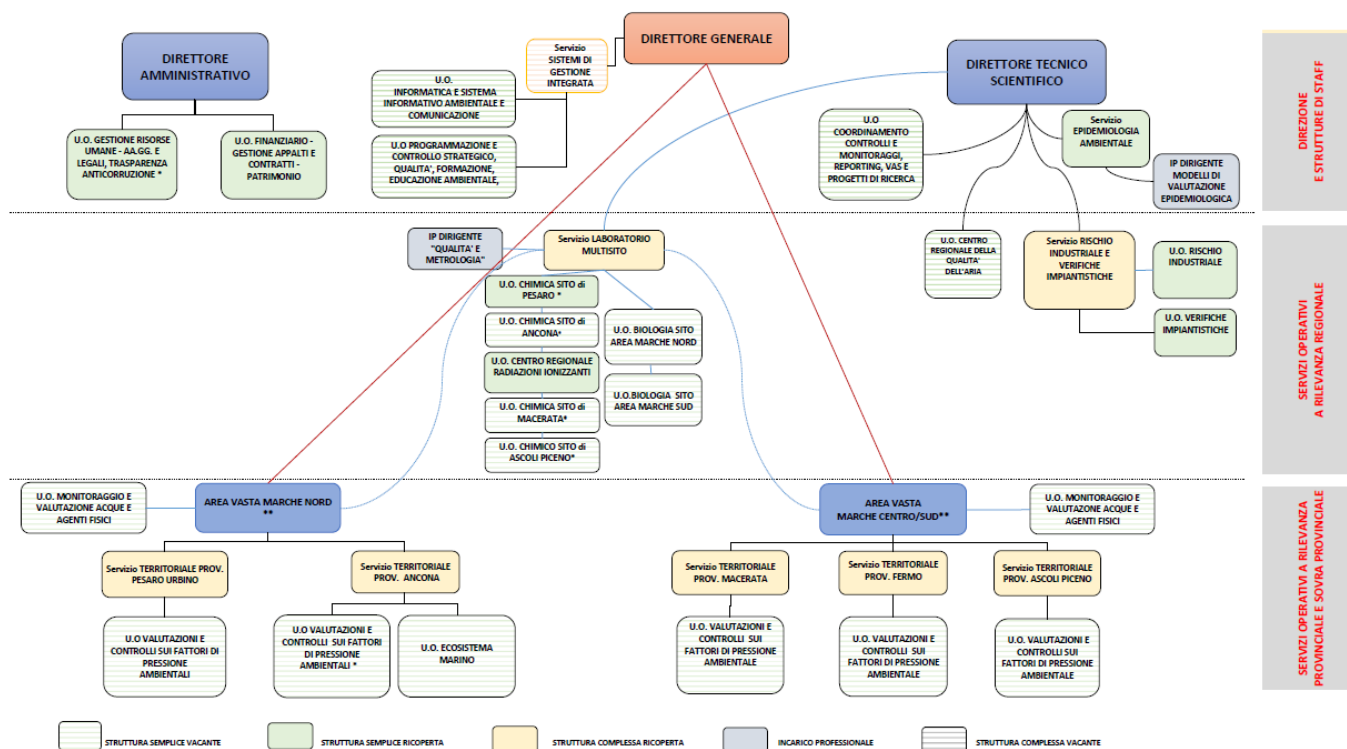 DIRETTORE
AMMINISTRATIVO
Servizio
SISTEMI DI
GESTIONE
INTEGRATA
DIRETTORE GENERALE
DIRETTORE TECNICO
SCIENTIFICO
U.O. GESTIONE RISORSE
UMANE - AA.GG. E
LEGALI, TRASPARENZA
ANTICORRUZIONE *
U.O. FINANZIARIO -
GESTIONE APPALTI E
CONTRATTI -
PATRIMONIO
U.O.
INFORMATICA E SISTEMA
INFORMATIVO AMBIENTALE E
COMUNICAZIONE
U.O PROGRAMMAZIONE E
CONTROLLO STRATEGICO,
QUALITA', FORMAZIONE,
EDUCAZIONE AMBIENTALE,
U.O
COORDINAMENTO
CONTROLLI E
MONITORAGGI,
REPORTING, VAS E
PROGETTI DI RICERCA
Servizio
EPIDEMIOLOGIA
AMBIENTALE
IP DIRIGENTE
MODELLI DI
VALUTAZIONE
EPIDEMIOLOGICA
DIREZIONE
E STRUTTURE DI STAFF
IP DIRIGENTE
"QUALITA' E
METROLOGIA"
Servizio LABORATORIO
MULTISITO
U.O. CHIMICA SITO di
PESARO *
U.O. CHIMICA SITO di
ANCONA*
U.O. CENTRO REGIONALE
RADIAZIONI IONIZZANTI
U.O. CHIMICA SITO di
MACERATA*
U.O. CHIMICO SITO di
ASCOLI PICENO*
U.O. BIOLOGIA SITO
AREA MARCHE NORD
U.O.BIOLOGIA SITO
AREA MARCHE SUD
U.O. CENTRO
REGIONALE DELLA
QUALITA'
DELL'ARIA
Servizio RISCHIO
INDUSTRIALE E
VERIFICHE
IMPIANTISTICHE
U.O. RISCHIO
INDUSTRIALE
U.O. VERIFICHE
IMPIANTISTICHE
SERVIZI OPERATIVI
A RILEVANZA REGIONALE
U.O. MONITORAGGIO E
VALUTAZIONE ACQUE E
AGENTI FISICI
AREA VASTA MARCHE NORD
**
AREA VASTA
MARCHE CENTRO/SUD**
U.O. MONITORAGGIO E
VALUTAZONE ACQUE E
AGENTI FISICI
Servizio TERRITORIALE PROV.
PESARO URBINO
Servizio TERRITORIALE
PROV. ANCONA
Servizio TERRITORIALE
PROV. MACERATA
Servizio TERRITORIALE
PROV. FERMO
Servizio TERRITORIALE
PROV. ASCOLI PICENO
U.O VALUTAZIONI E
CONTROLLI SUI FATTORI DI
PRESSIONE
AMBIENTALI
U.O VALUTAZIONI E
CONTROLLI SUI FATTORI
DI PRESSIONE
AMBIENTALI *
U.O. ECOSISTEMA
MARINO
U.O. VALUTAZIONI E
CONTROLLI SUI
FATTORI DI PRESSIONE
AMBIENTALE
U.O. VALUTAZIONI E
CONTROLLI SUI
FATTORI DI PRESSIONE
AMBIENTALE
U.O. VALUTAZIONI E
CONTROLLI SUI
FATTORI DI PRESSIONE
AMBIENTALE
SERVIZI OPERATIVI A RILEVANZA
PROVINCIALE E SOVRA PROVINCIALE
STRUTTURA SEMPLICE VACANTE
STRUTTURA SEMPLICE RICOPERTA
STRUTTURA COMPLESSA RICOPERTA
INCARICO PROFESSIONALE
STRUTTURA COMPLESSA VACANTE